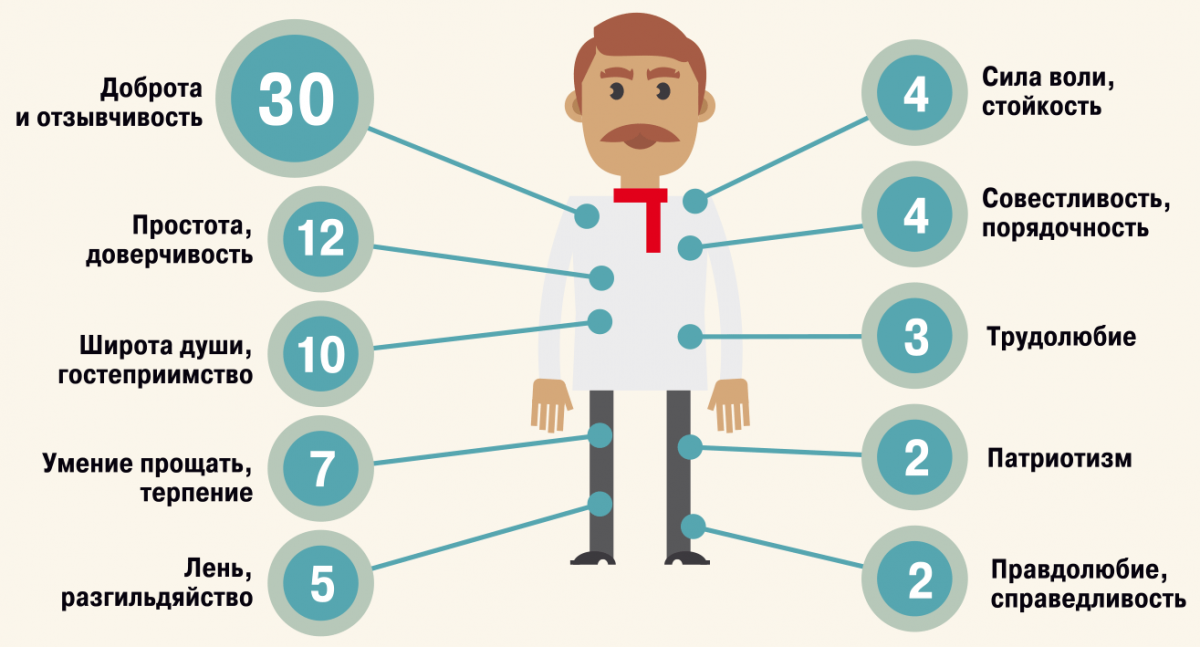 Доброта
и отзывчивость
30
Простота,
доверчивость
12
Широта души,
гостеприимство
10
Умение прощать,
терпение
7
Лень,
разгильдяйство
5
4
Сила воли,
стойкость
4
Совестливость,
порядочность
3
Трудолюбие
2
Патриотизм
2
Правдолюбие,
справедливость